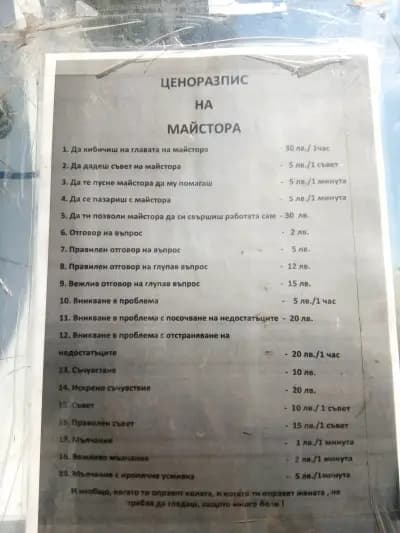 ЦЕНОРАЗПИС
НА
МАЙСТОРА
1. Да кибичиш на главата на майстора - 30 лв./ 1час
2. Да дадеш съвет на майстора - 5 лв./1 съвет
3. Да те пусне майстора да му помагаш - 5 лв./1 минута
4. Да се пазариш с майстора - 5 лв./1 минута
5. Да ти позволи майстора да си свършиш работата сам - 30 лв.
6. Отговор на въпрос - 2 лв.
7. Правилен отговор на въпрос - 5 лв.
8. Правилен отговор на глупав въпрос - 12 лв.
9. Вежлив отговор на глупав въпрос - 15 лв.
10. Вникване в проблема - 5 лв./1 час
11. Вникване в проблема с посочване на недостатъците - 20 лв.
12. Вникване в проблема с отстраняване на
недостатъците - 20 лв./1 час
13. Съчувствие - 10 лв.
14. Искрено съчувствие - 20 лв.
15. Съвет - 10 лв./ 1 съвет
16. Правилен съвет - 15 лв./1 съвет
17. Мълчание - 1 лв./1 минута
18. Вежливо мълчание - 2 лв./1 минута
19. Мълчание с иронична усмивка - 5 лв./1минута
И изобщо, когато ти оправят колата, и когато ти оправят жената , не
трябва да гледаш, защото много боли !